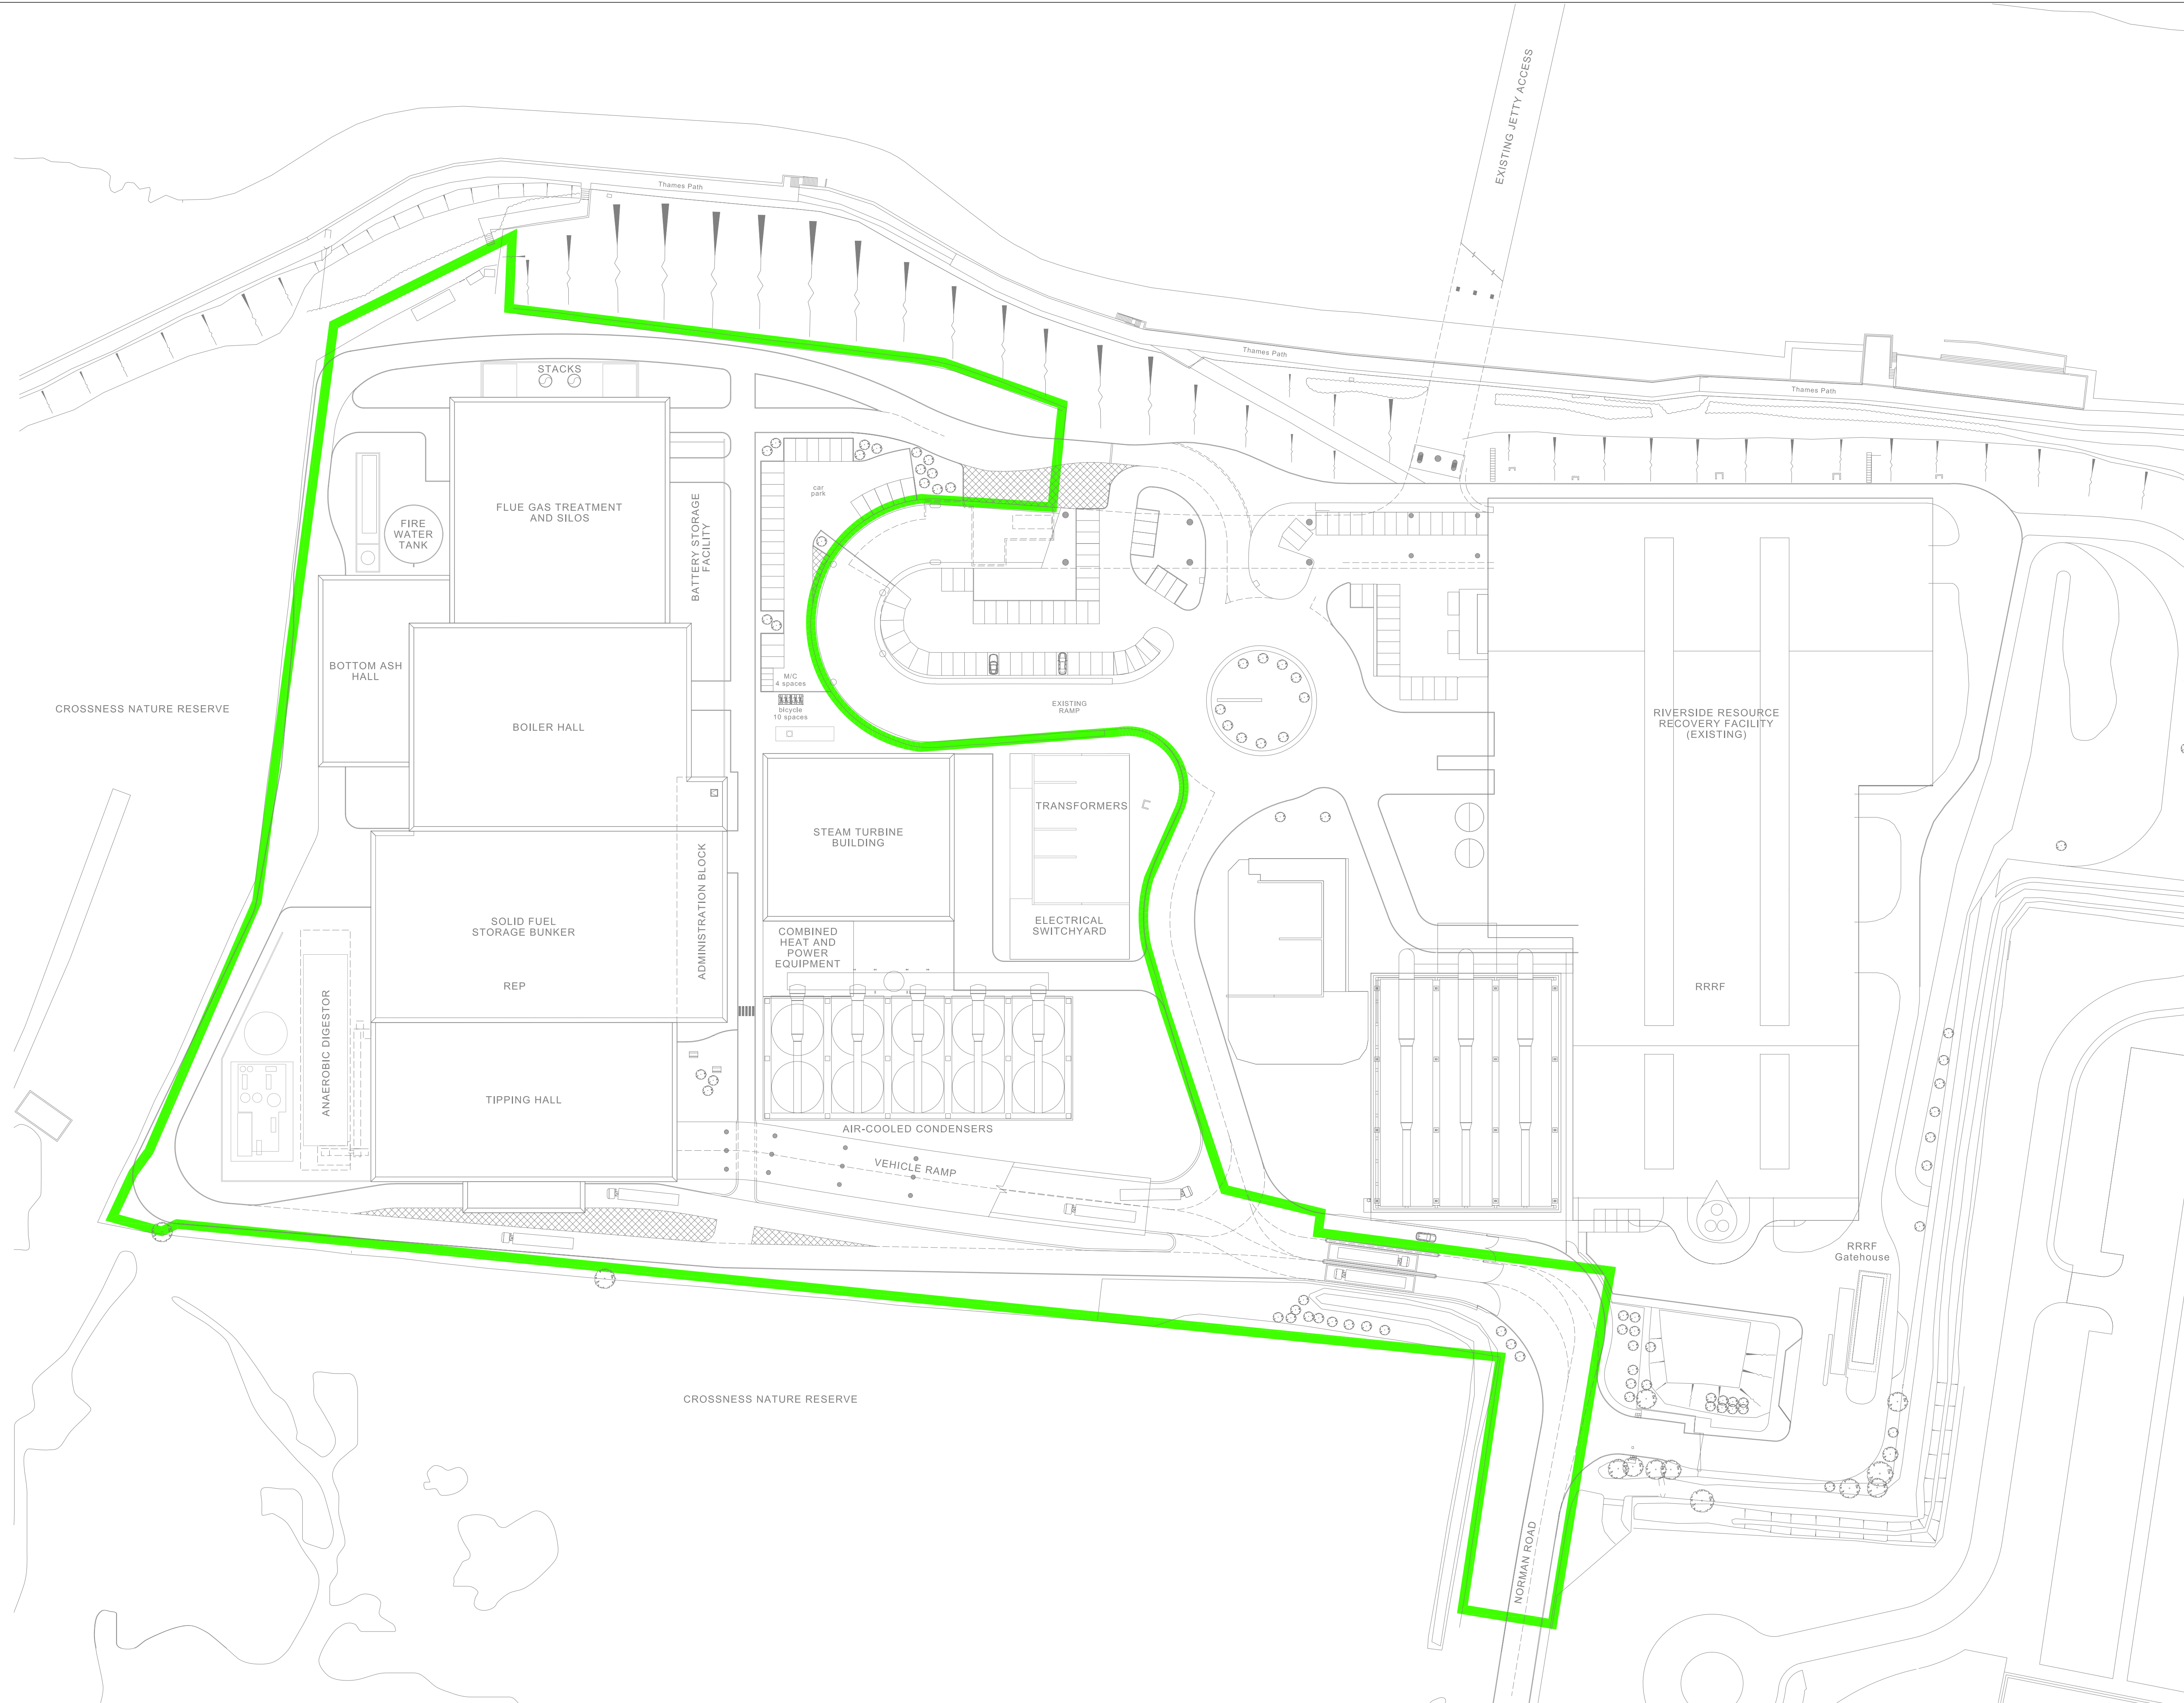 EXISTING JETTY ACCESS
Thames Path
Thames Path
Thames Path
STACKS
car
park
FLUE GAS TREATMENT
AND SILOS
FIRE
WATER
TANK
BATTERY STORAGE
FACILITY
BOTTOM ASH
HALL
M/C
4 spaces
bicycle
10 spaces
EXISTING
RAMP
CROSSNESS NATURE RESERVE
BOILER HALL
RIVERSIDE RESOURCE
RECOVERY FACILITY
(EXISTING)
TRANSFORMERS
STEAM TURBINE
BUILDING
ADMINISTRATION BLOCK
SOLID FUEL
STORAGE BUNKER
ELECTRICAL
SWITCHYARD
COMBINED
HEAT AND
POWER
EQUIPMENT
REP
RRRF
ANAEROBIC DIGESTOR
TIPPING HALL
AIR-COOLED CONDENSERS
VEHICLE RAMP
RRRF
Gatehouse
CROSSNESS NATURE RESERVE
NORMAN ROAD